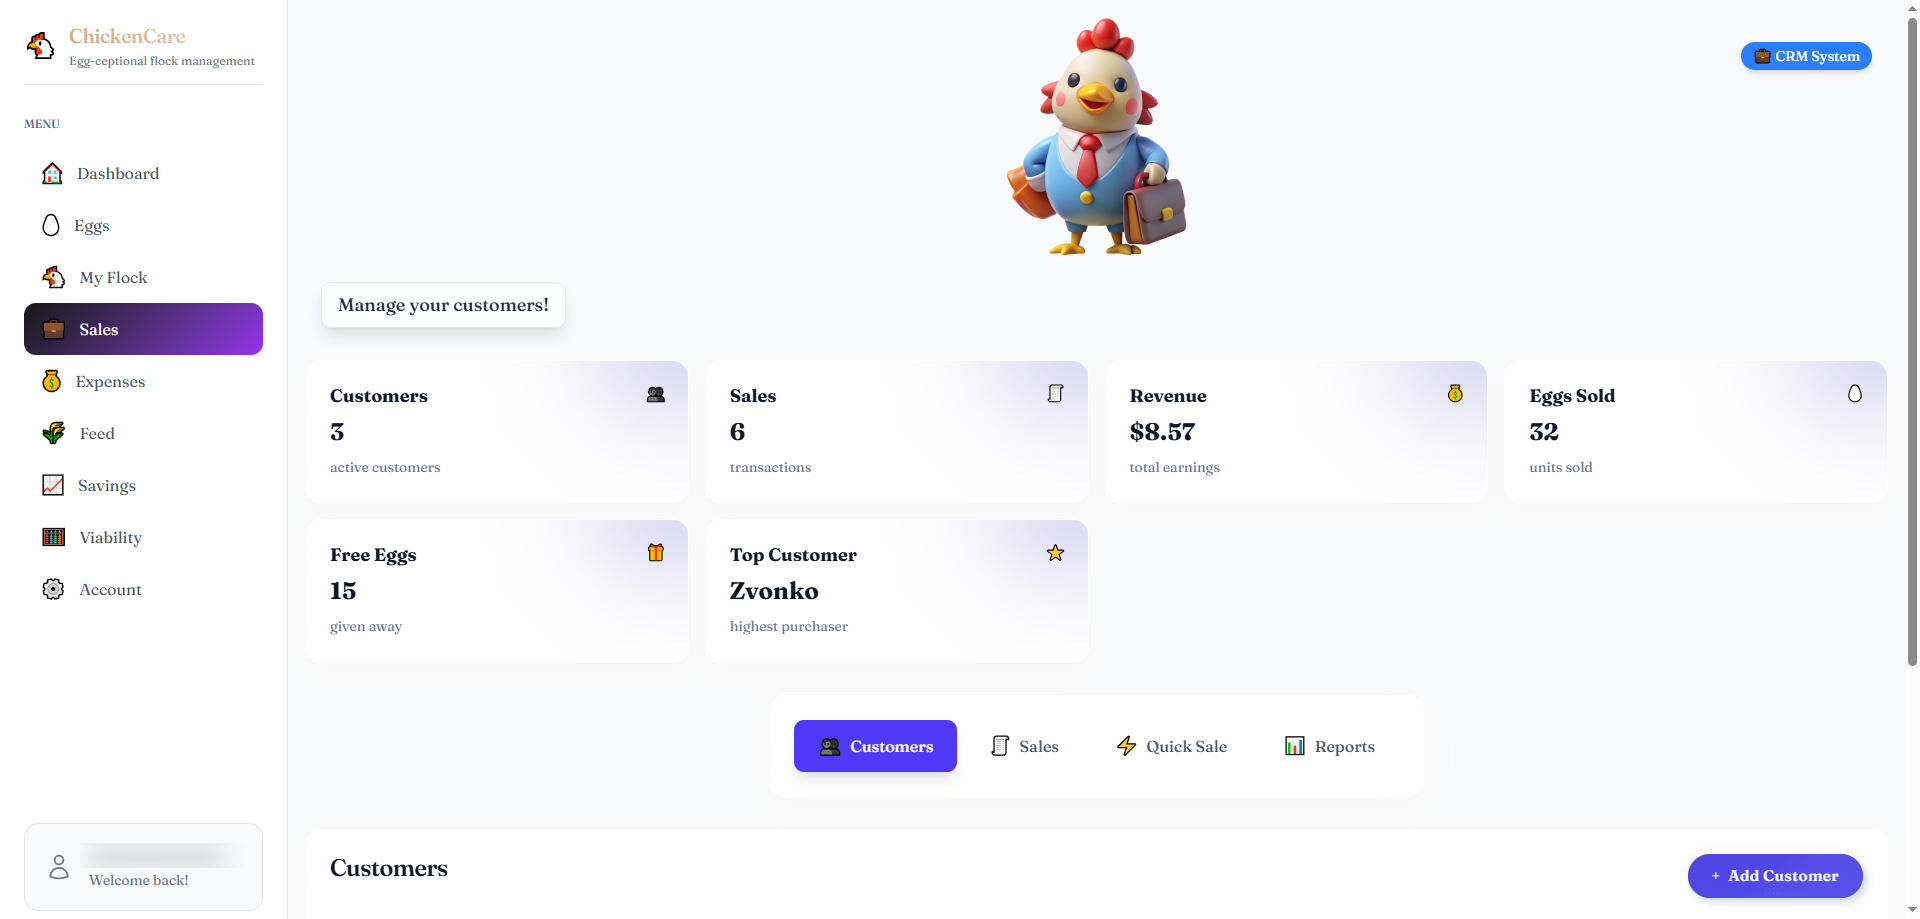 ChickenCare
Egg-ceptional flock management
MENU
Dashboard
Eggs
My Flock
Sales
Expenses
Feed
Savings
Viability
Account
Welcome back!
CRM System
Manage your customers!
Customers
3
active customers
Sales
6
transactions
Revenue
$8.57
total earnings
Eggs Sold
32
units sold
Free Eggs
15
given away
Top Customer
Zvonko
highest purchaser
Customers
Sales
Quick Sale
Reports
Customers
+ Add Customer